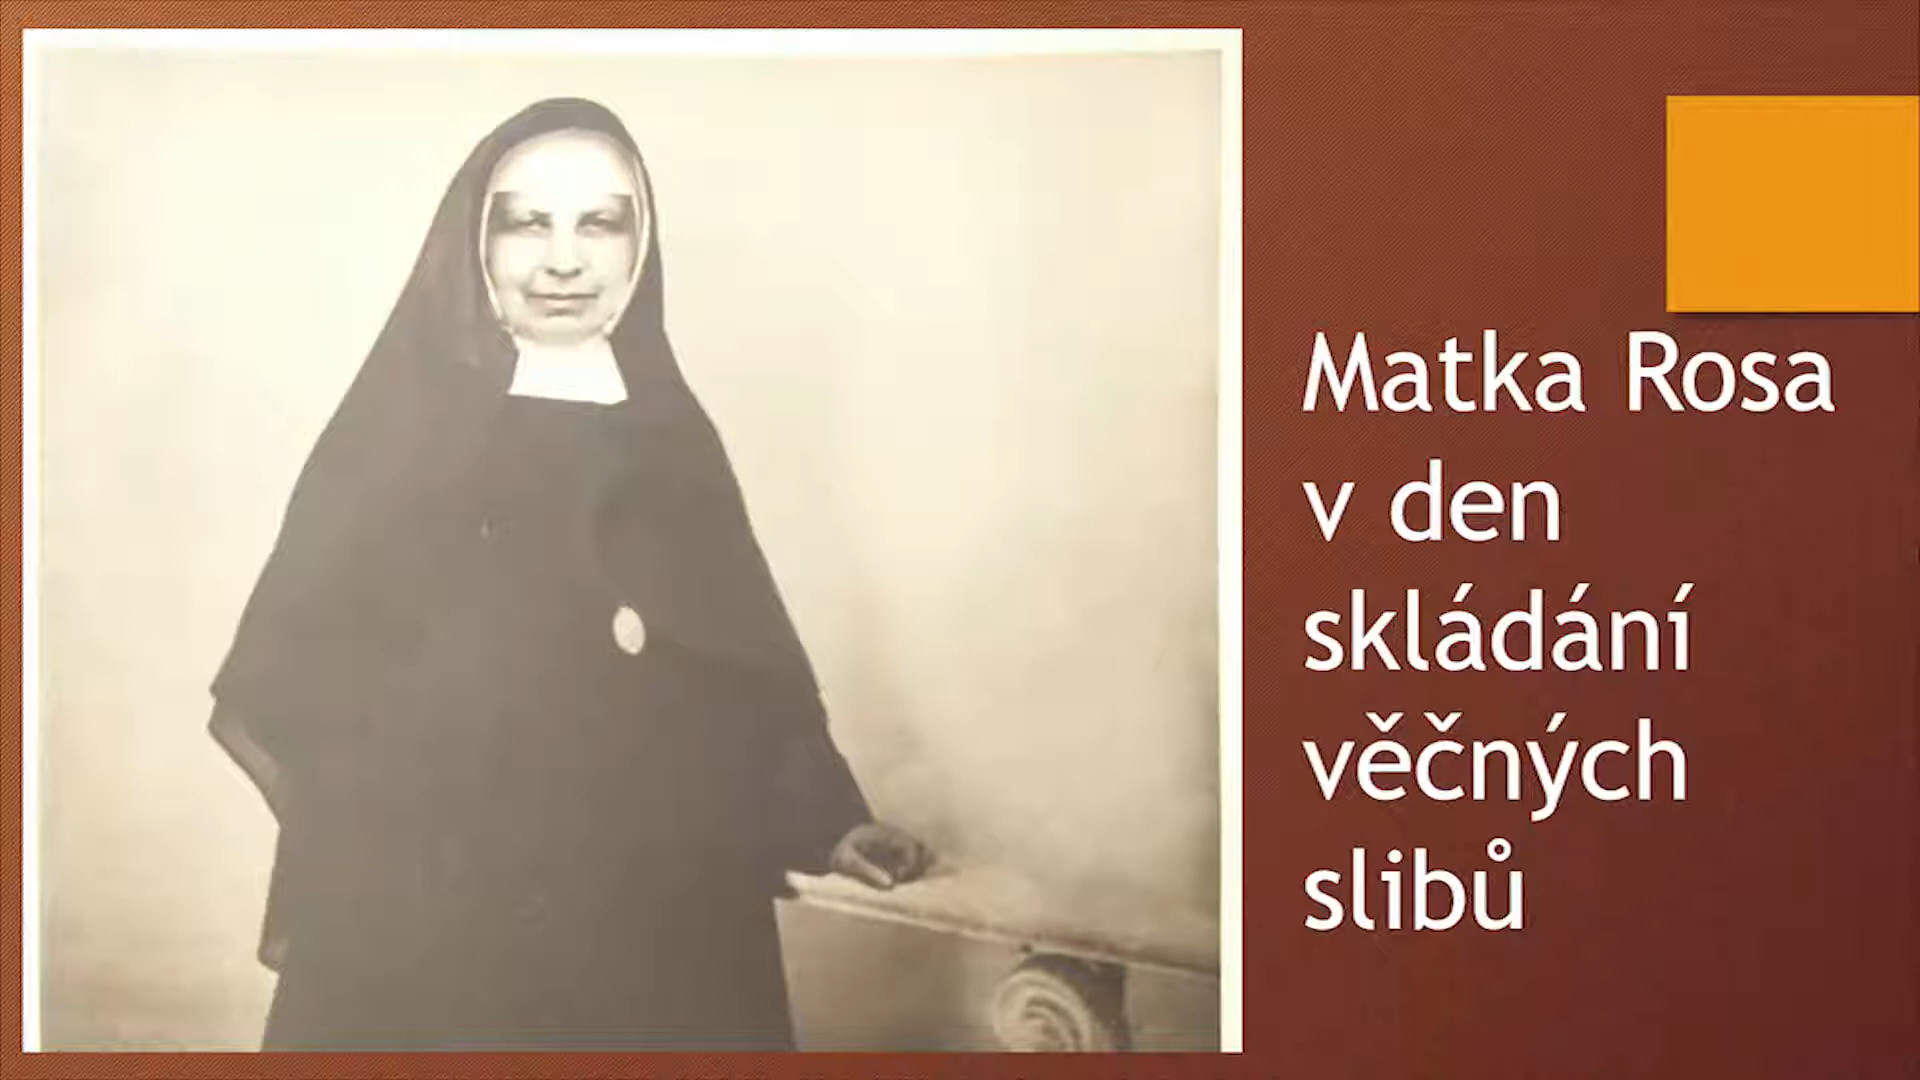 Matka Rosa
v den
skládání
věčných
slibů